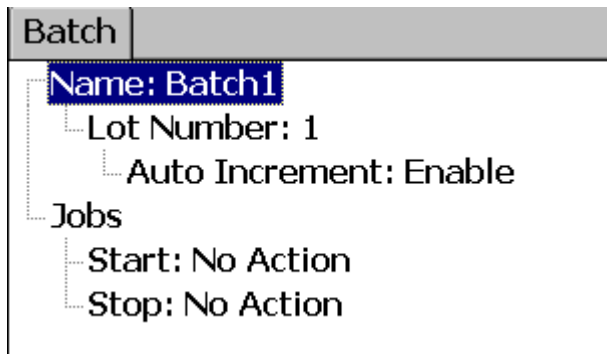 Batch
Name: Batch1
Lot Number: 1
Auto Increment: Enable
Jobs
Start: No Action
Stop: No Action